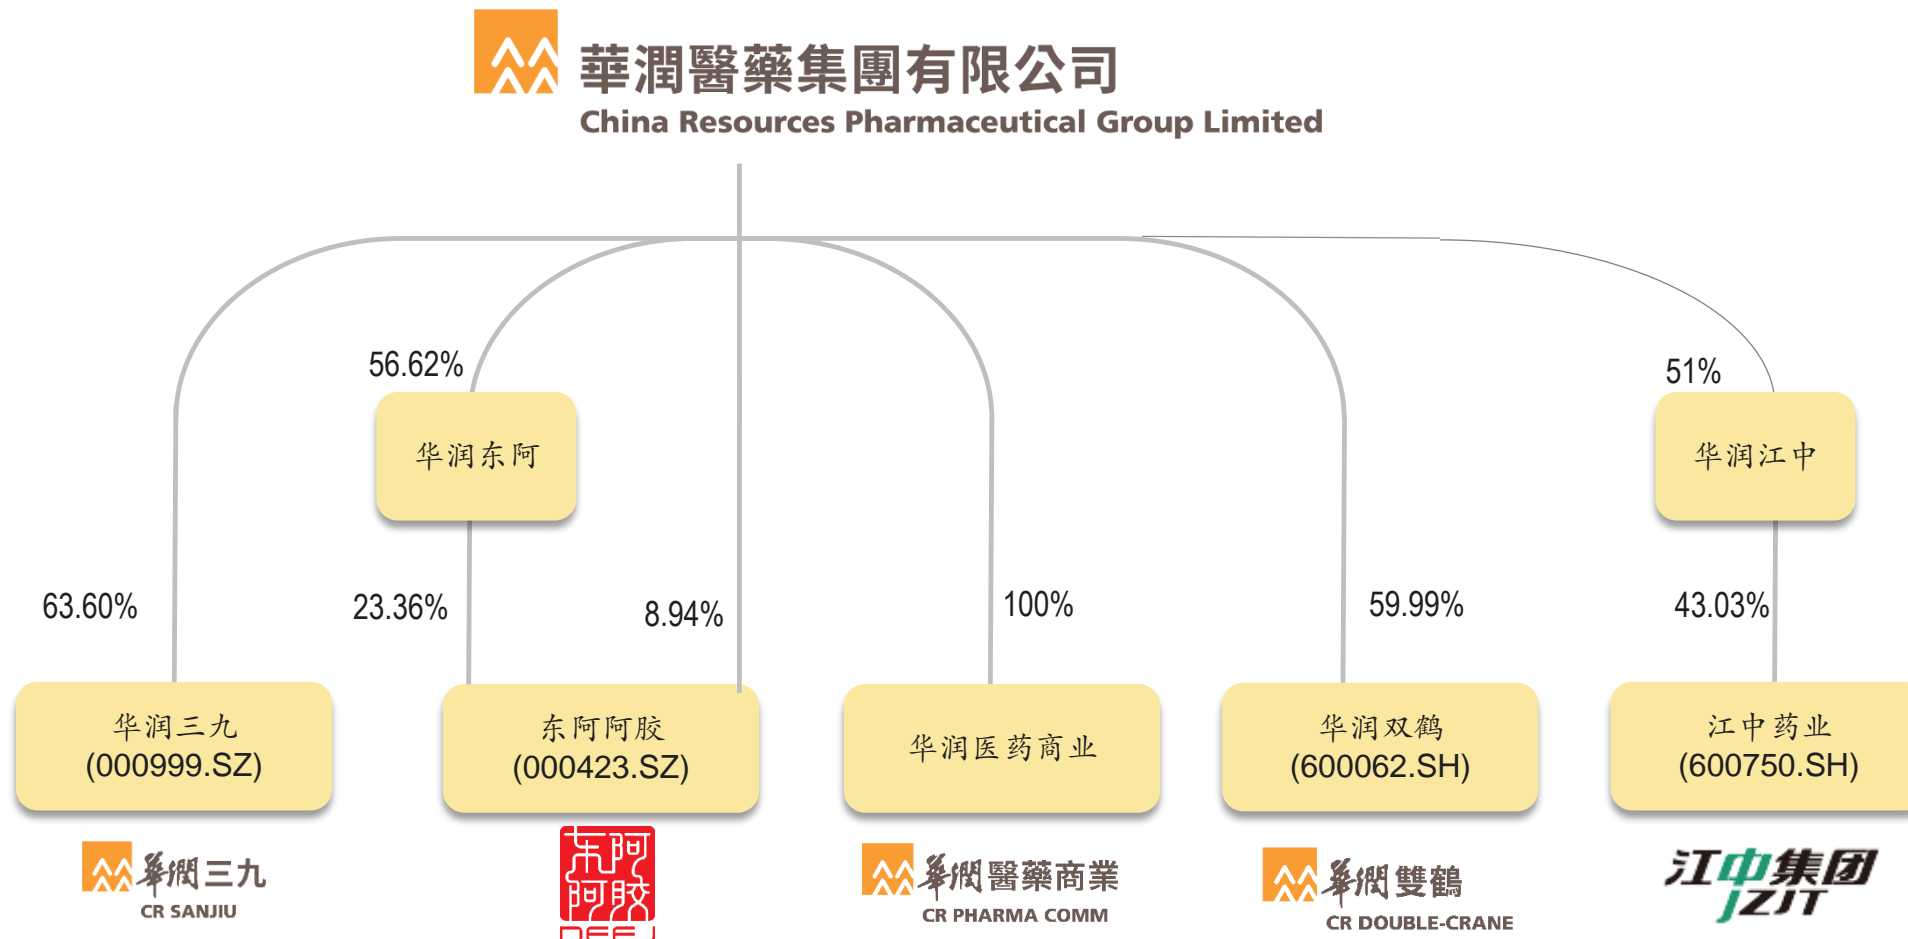 華潤醫藥集團有限公司
China Resources Pharmaceutical Group Limited
56.62%
51%
华润东阿
华润江中
63.60%
23.36%
8.94%
100%
59.99%
43.03%
华润三九
(000999.SZ)
东阿阿胶
(000423.SZ)
华润医药商业
华润双鹤
(600062.SH)
江中药业
(600750.SH)
華潤三九
CR SANJIU
东阿
阿胶
DEEJ
華潤醫藥商業
CR PHARMA COMM
華潤雙鶴
CR DOUBLE-CRANE
江中集团
JZJT